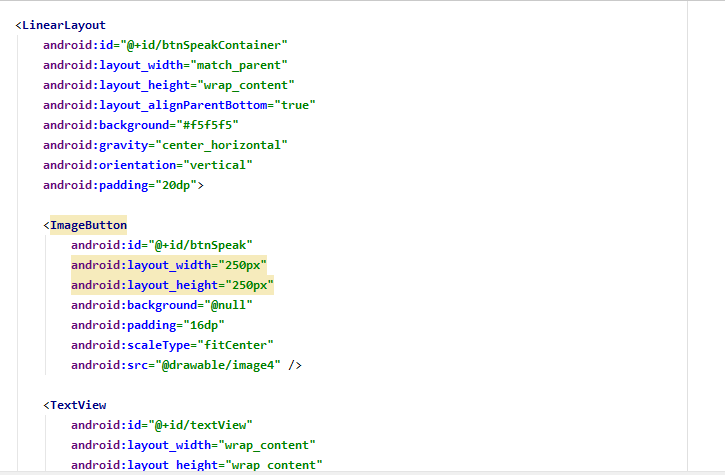 <LinearLayout
android:id="@+id/btnSpeakContainer"
android:layout_width="match_parent"
android:layout_height="wrap_content"
android:layout_alignParentBottom="true"
android:background="#f5f5f5"
android:gravity="center_horizontal"
android:orientation="vertical"
android:padding="20dp">
<ImageButton
android:id="@+id/btnSpeak"
android:layout_width="250px"
android:layout_height="250px"
android:background="@null"
android:padding="16dp"
android:scaleType="fitCenter"
android:src="@drawable/image4" />
<TextView
android:id="@+id/textView"
android:layout_width="wrap_content"
android:layout_height="wrap_content"